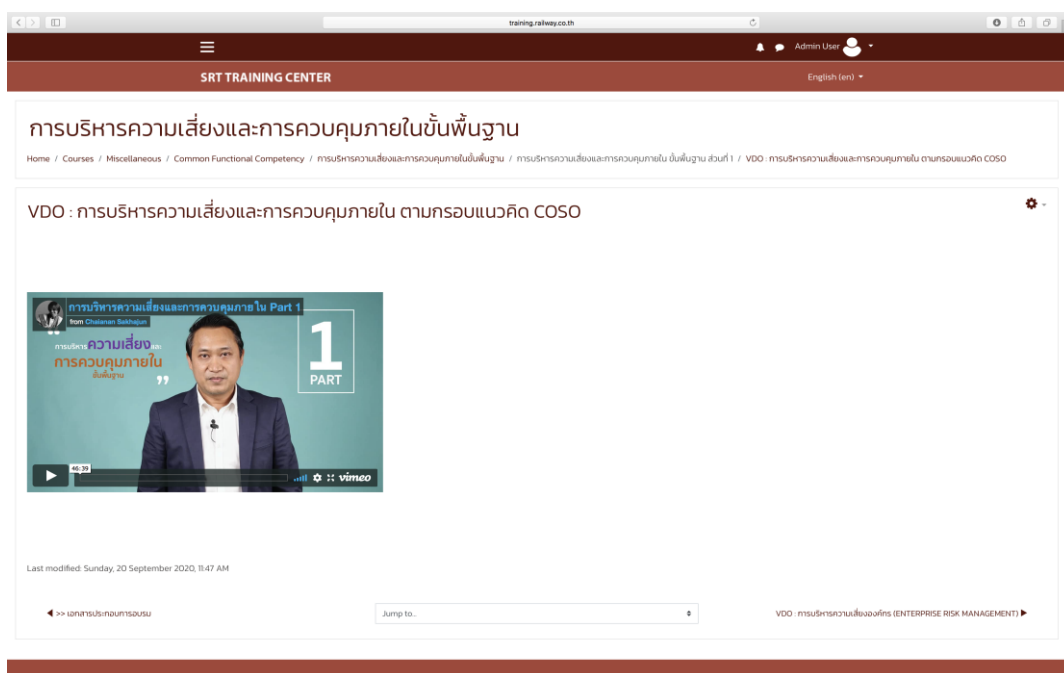 training.railway.co.th
Admin User
SRT TRAINING CENTER
English (en)
การบริหารความเสี่ยงและการควบคุมภายในขั้นพื้นฐาน
Home / Courses / Miscellaneous / Common Functional Competency / การบริหารความเสี่ยงและการควบคุมภายในขั้นพื้นฐาน / การบริหารความเสี่ยงและการควบคุมภายใน ขั้นพื้นฐาน ส่วนที่ 1 / VDO : การบริหารความเสี่ยงและการควบคุมภายใน ตามกรอบแนวคิด COSO
VDO : การบริหารความเสี่ยงและการควบคุมภายใน ตามกรอบแนวคิด COSO
การบริหารความเสี่ยงและการควบคุมภายใน Part 1
from Chaianan Sakhajun
“
การบริหารความเสี่ยงและ
การควบคุมภายใน
ขั้นพื้นฐาน
”
1
PART
46:39
vimeo
Last modified: Sunday, 20 September 2020, 11:47 AM
◀ >> เอกสารประกอบการอบรม
Jump to...
VDO : การบริหารความเสี่ยงองค์กร (ENTERPRISE RISK MANAGEMENT) ▶